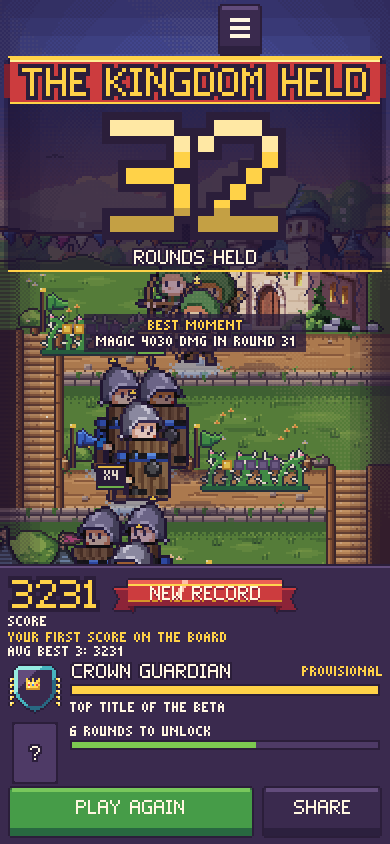 THE KINGDOM HELD
32
ROUNDS HELD
BEST MOMENT
MAGIC 4030 DMG IN ROUND 31
X4
3231
NEW RECORD
SCORE
YOUR FIRST SCORE ON THE BOARD
AVG BEST 3: 3231
CROWN GUARDIAN
PROVISIONAL
TOP TITLE OF THE BETA
6 ROUNDS TO UNLOCK
?
PLAY AGAIN
SHARE